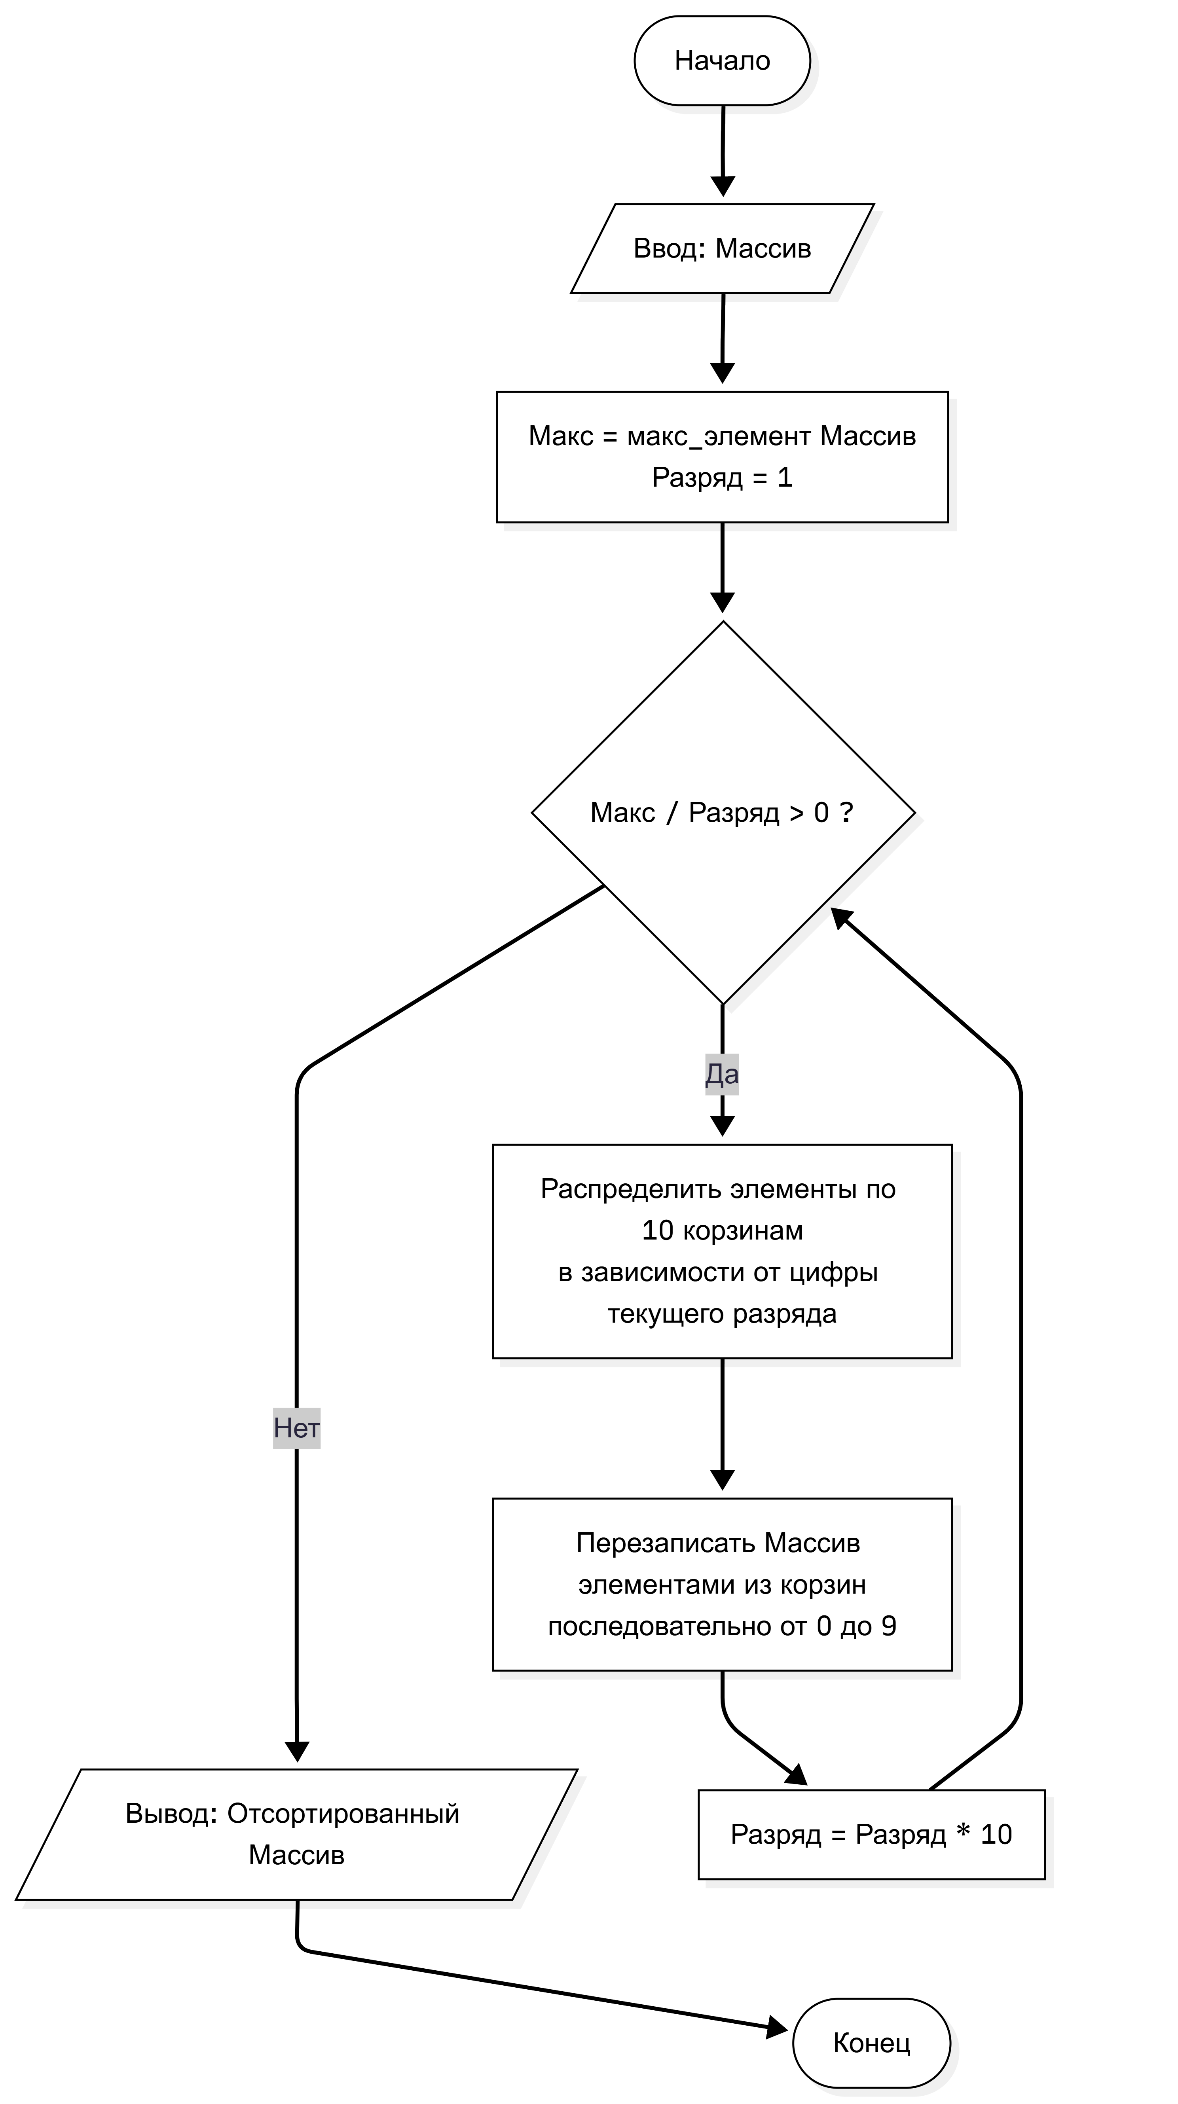 Начало
Ввод: Массив
Макс = макс_элемент Массив
Разряд = 1
Макс / Разряд > 0 ?
Да
Распределить элементы по
10 корзинам
в зависимости от цифры
текущего разряда
Нет
Перезаписать Массив
элементами из корзин
последовательно от 0 до 9
Вывод: Отсортированный
Массив
Разряд = Разряд * 10
Конец